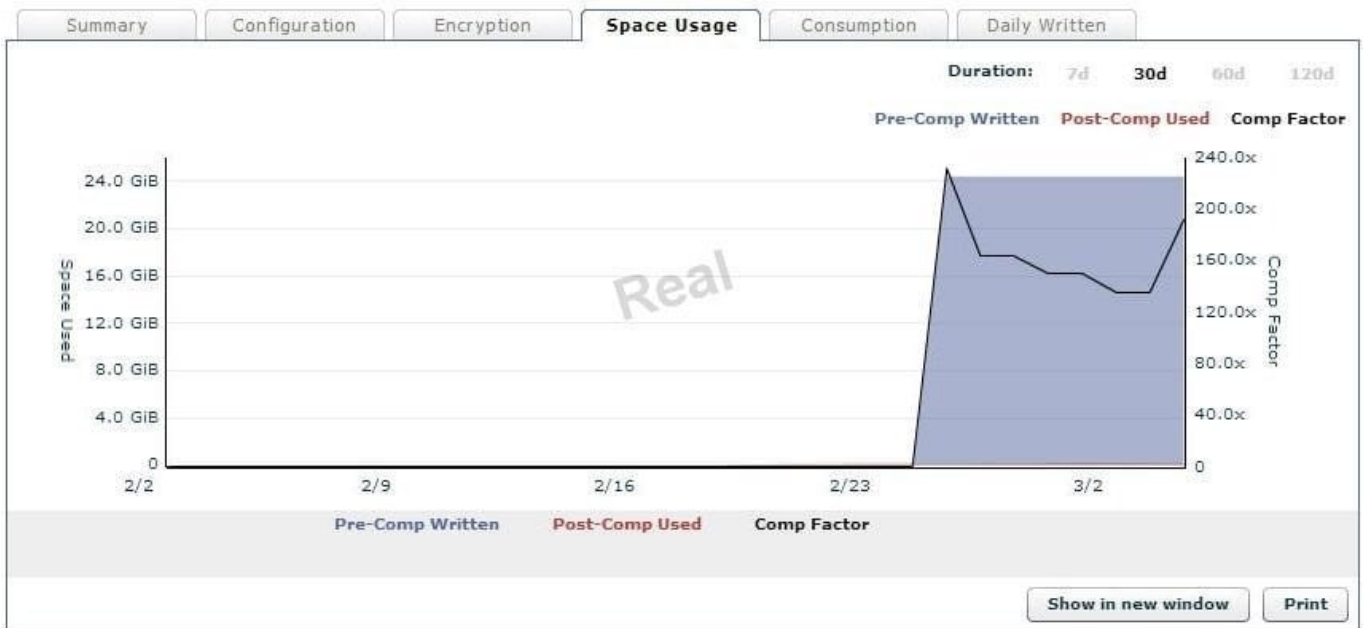 Summary Configuration Encryption Space Usage Consumption Daily Written
Duration: 7d 30d 60d 120d
Pre-Comp Written Post-Comp Used Comp Factor
24.0 GiB
20.0 GiB
16.0 GiB
12.0 GiB
8.0 GiB
4.0 GiB
0
Space Used
Real
240.0x
200.0x
160.0x
120.0x
80.0x
40.0x
0
Comp Factor
2/2 2/9 2/16 2/23 3/2
Pre-Comp Written Post-Comp Used Comp Factor
Show in new window Print